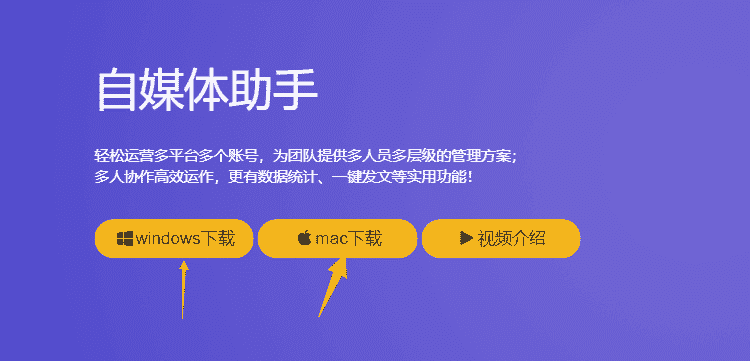 自媒体助手
轻松运营多平台多个账号，为团队提供多人员多层级的管理方案；
多人协作高效运作，更有数据统计、一键发文等实用功能！
windows下载 mac下载 视频介绍